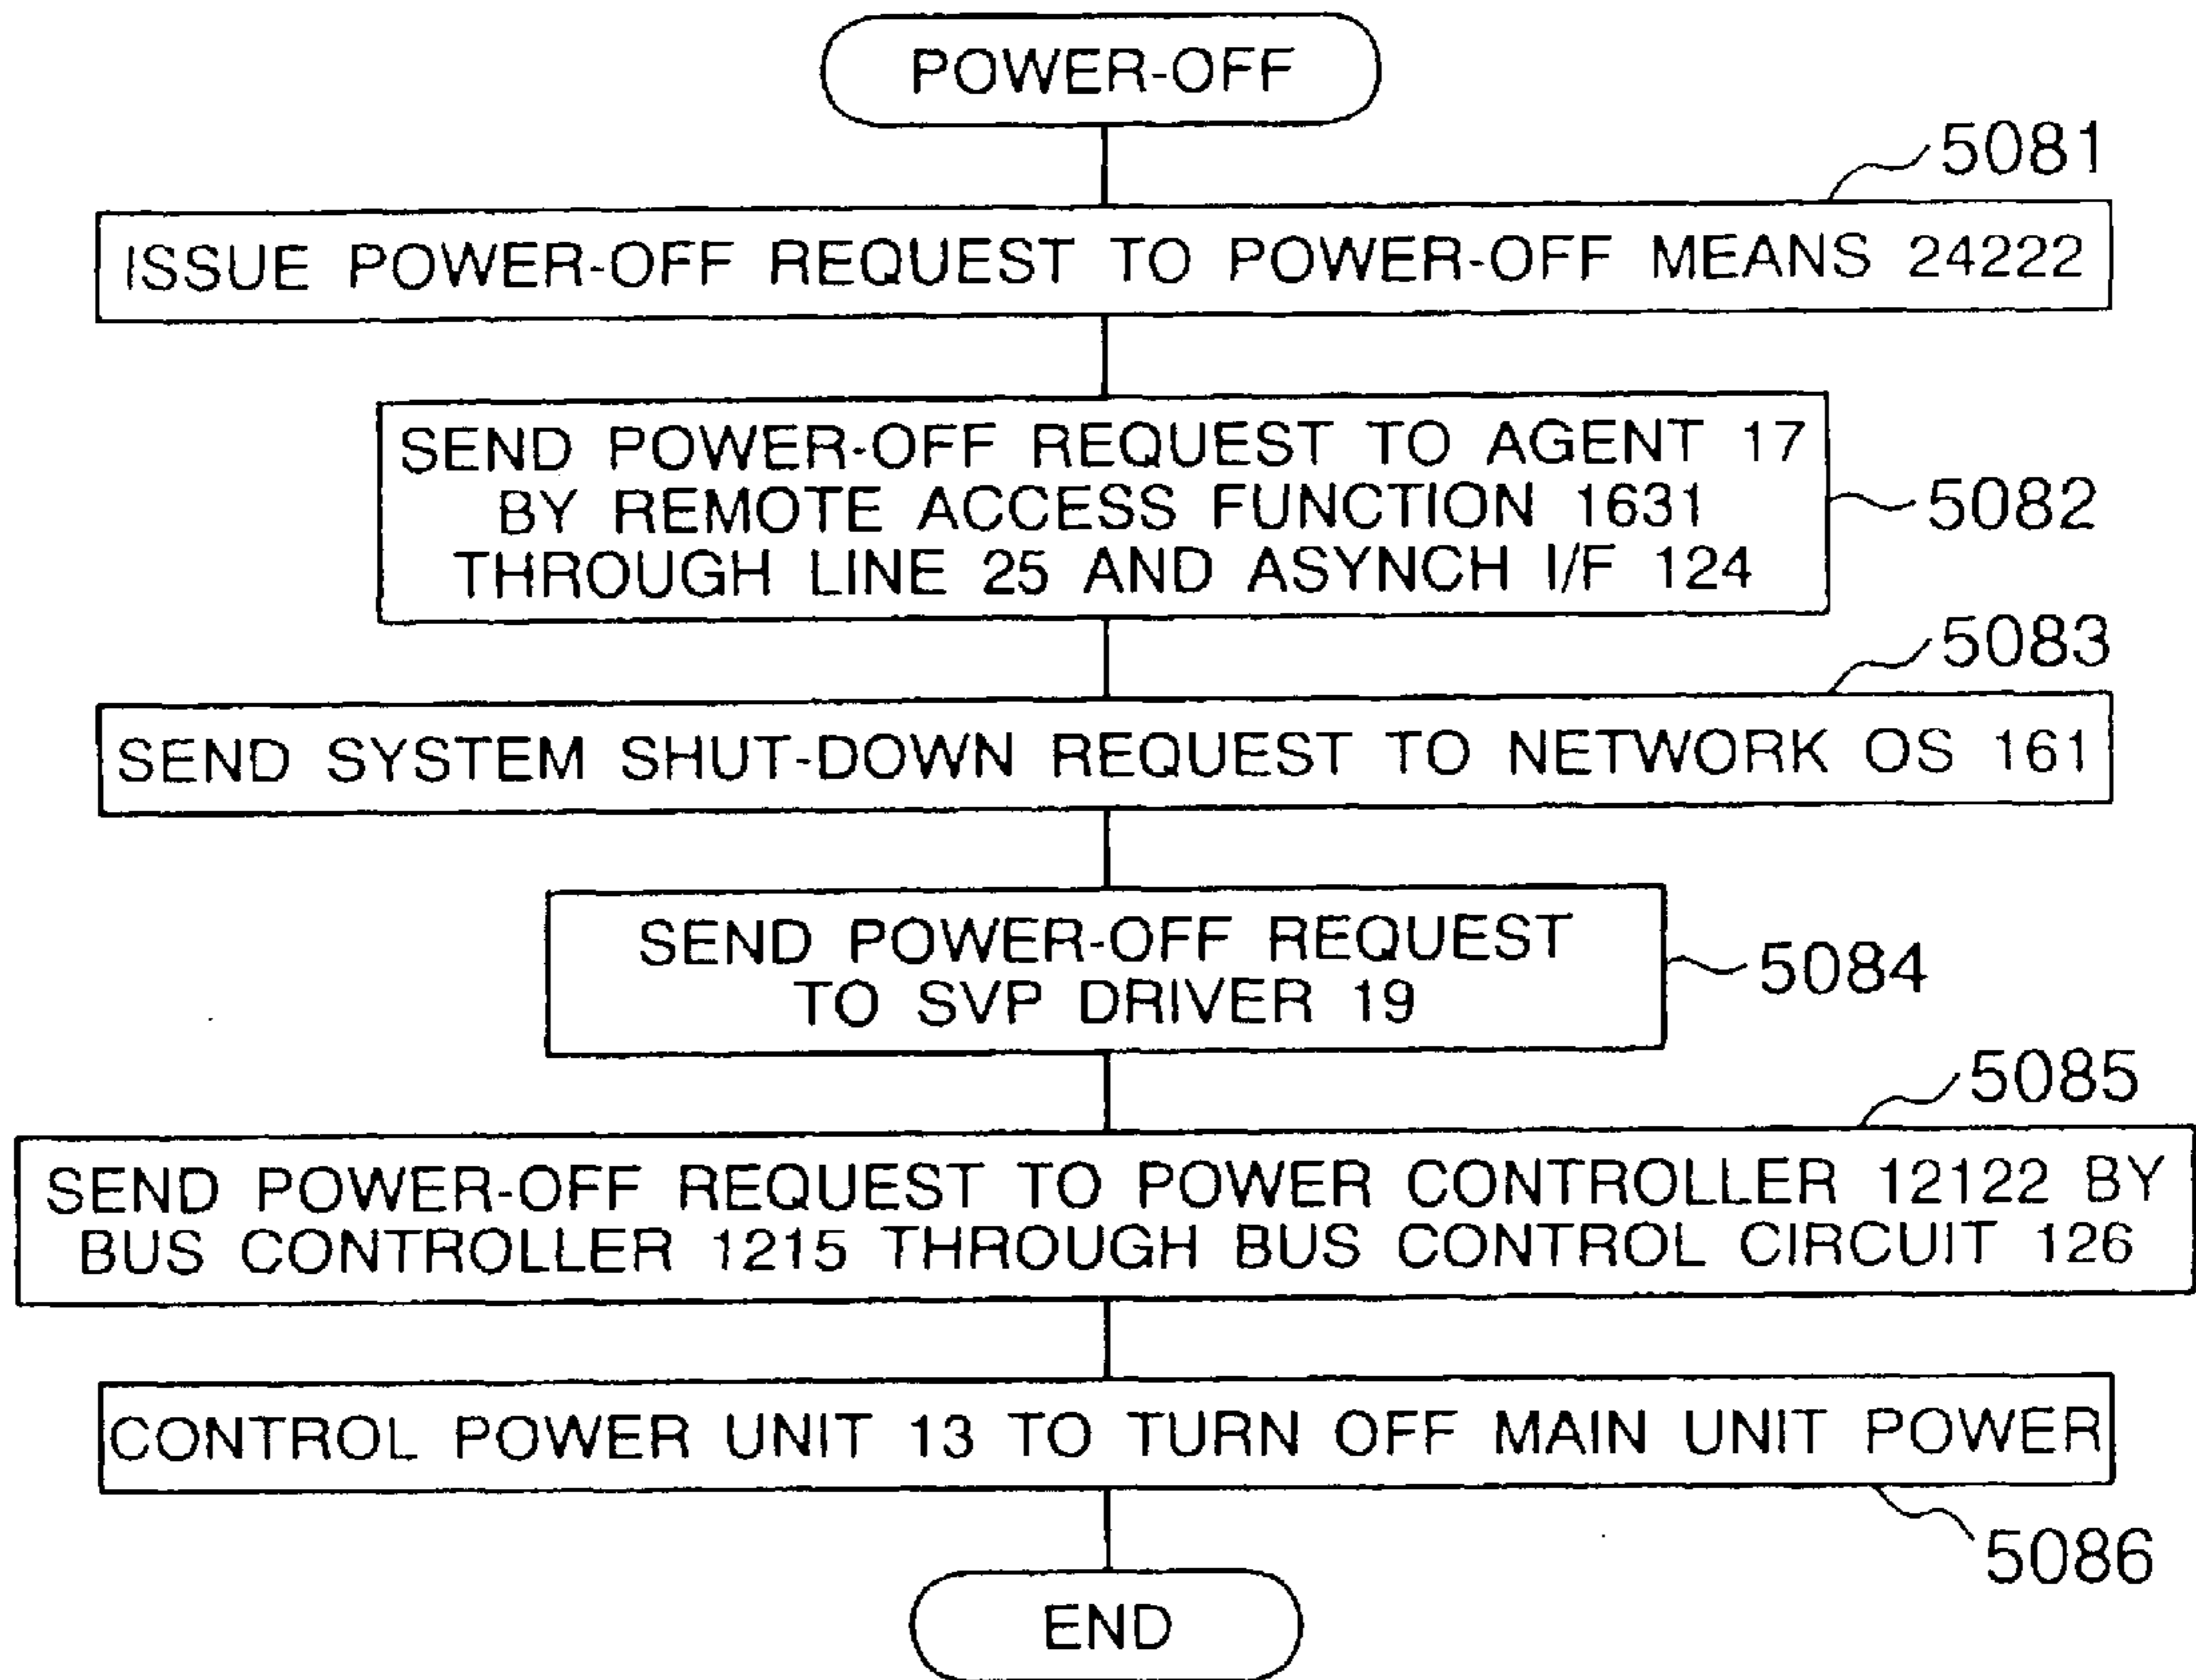 POWER-OFF
5081
ISSUE POWER-OFF REQUEST TO POWER-OFF MEANS 24222
SEND POWER-OFF REQUEST TO AGENT 17
BY REMOTE ACCESS FUNCTION 1631
THROUGH LINE 25 AND ASYNCH I/F 124
5082
5083
SEND SYSTEM SHUT-DOWN REQUEST TO NETWORK OS 161
SEND POWER-OFF REQUEST
TO SVP DRIVER 19
5084
5085
SEND POWER-OFF REQUEST TO POWER CONTROLLER 12122 BY
BUS CONTROLLER 1215 THROUGH BUS CONTROL CIRCUIT 126
CONTROL POWER UNIT 13 TO TURN OFF MAIN UNIT POWER
5086
END